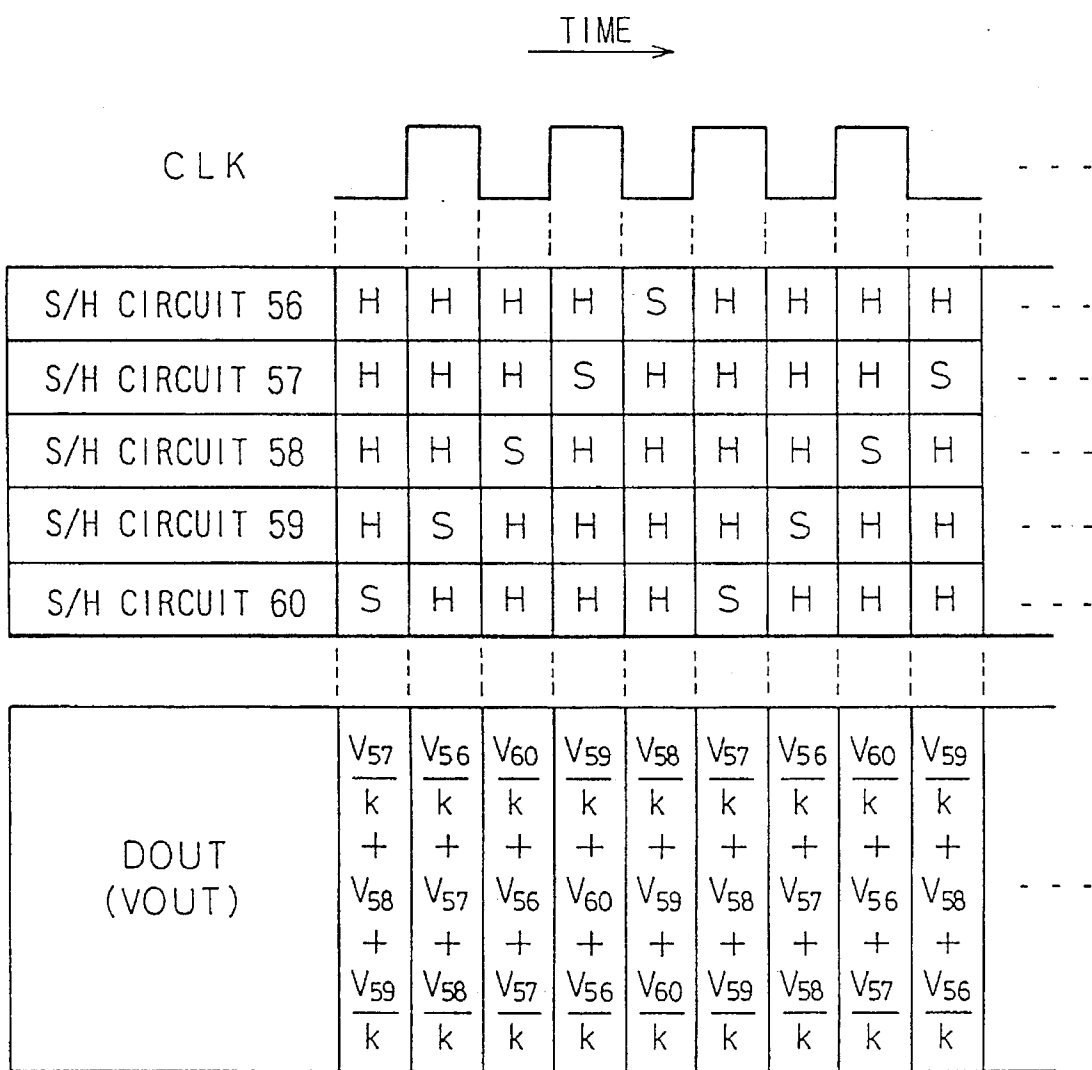 TIME
CLK - - -
S/H CIRCUIT 56 H H H H S H H H H - - -
S/H CIRCUIT 57 H H H S H H H H S - - -
S/H CIRCUIT 58 H H S H H H H S H - - -
S/H CIRCUIT 59 H S H H H H S H H - - -
S/H CIRCUIT 60 S H H H H S H H H - - -
V57 V56 V60 V59 V58 V57 V56 V60 V59
k k k k k k k k k
DOUT + + + + + + + + +
(VOUT) V58 V57 V56 V60 V59 V58 V57 V56 V58 - - -
+ + + + + + + + +
V59 V58 V57 V56 V60 V59 V58 V57 V56
k k k k k k k k k